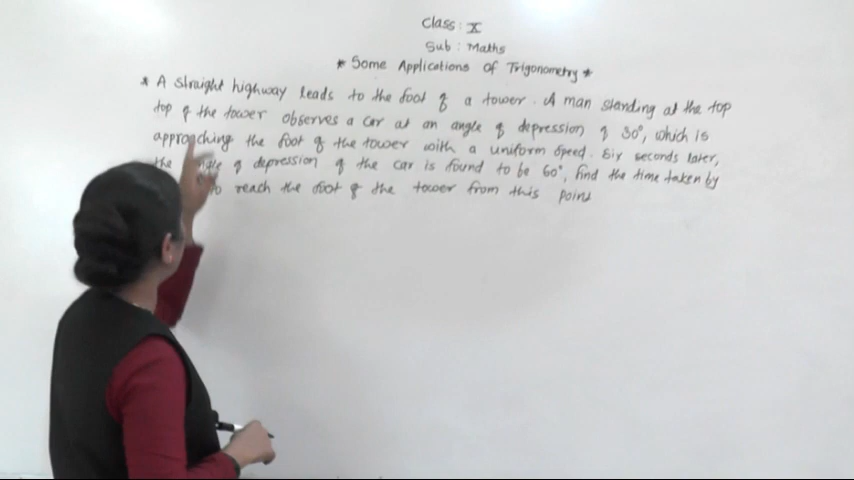 Class : X
Sub : Maths
* Some Applications of Trigonometry *
* A straight highway leads to the foot of a tower. A man standing at the top
top of the tower observes a car at an angle of depression of 30°, which is
approaching the foot of the tower with a uniform speed. Six seconds later,
the angle of depression of the car is found to be 60°, find the time taken by
to reach the foot of the tower from this point